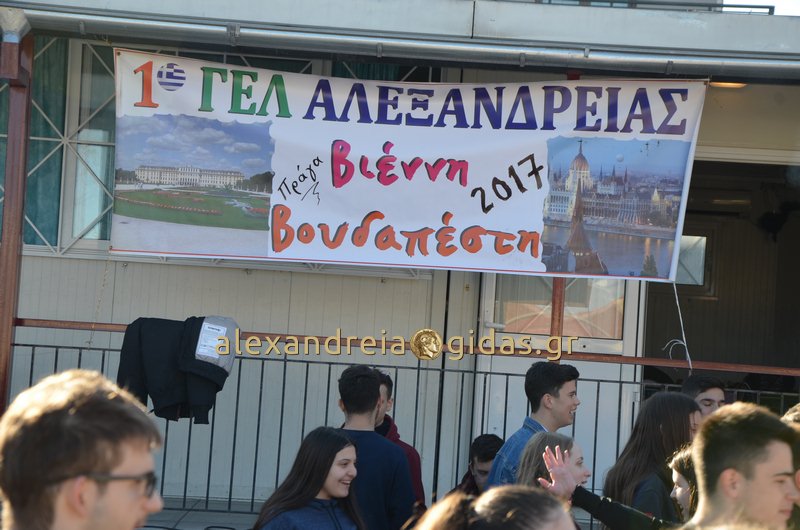 1ο ΓΕΛ ΑΛΕΞΑΝΔΡΕΙΑΣ
Πράγα Βιέννη 2017
Βουδαπέστη
alexandreia gidas.gr